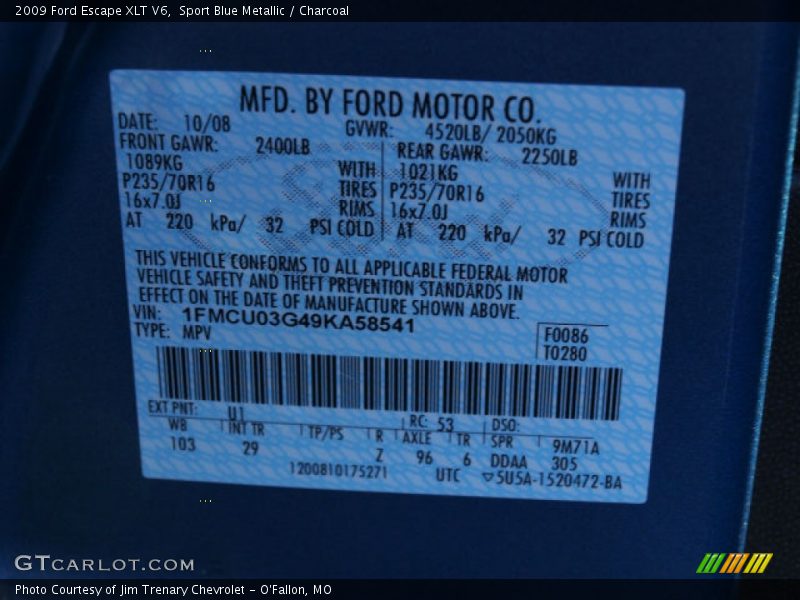 2009 Ford Escape XLT V6,  Sport Blue Metallic / Charcoal
MFD. BY FORD MOTOR CO.
DATE: 10/08 GVWR: 4520LB/ 2050KG
FRONT GAWR: 2400LB REAR GAWR: 2250LB
1089KG WITH 1021KG WITH
P235/70R16 TIRES P235/70R16 TIRES
16x7.0J RIMS 16x7.0J RIMS
AT 220 kPa/ 32 PSI COLD AT 220 kPa/ 32 PSI COLD
THIS VEHICLE CONFORMS TO ALL APPLICABLE FEDERAL MOTOR
VEHICLE SAFETY AND THEFT PREVENTION STANDARDS IN
EFFECT ON THE DATE OF MANUFACTURE SHOWN ABOVE.
VIN: 1FMCU03G49KA58541
TYPE: MPV F0086
T0280
EXT PNT: U1 RC: 53 DSO:
WB INT TR TP/PS R AXLE TR SPR 9M71A
103 29 Z 96 6 DDAA 305
1200810175271 UTC ▽5U5A-1520472-BA
GTCARLOT.COM
Photo Courtesy of Jim Trenary Chevrolet - O'Fallon, MO